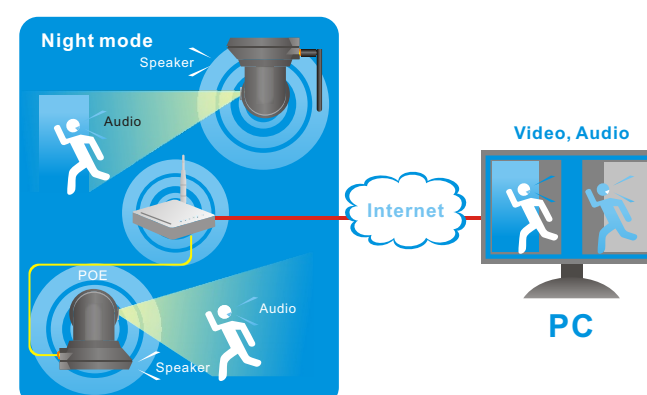 Night mode
Speaker
Audio
Video, Audio
Internet
POE
Audio
PC
Speaker